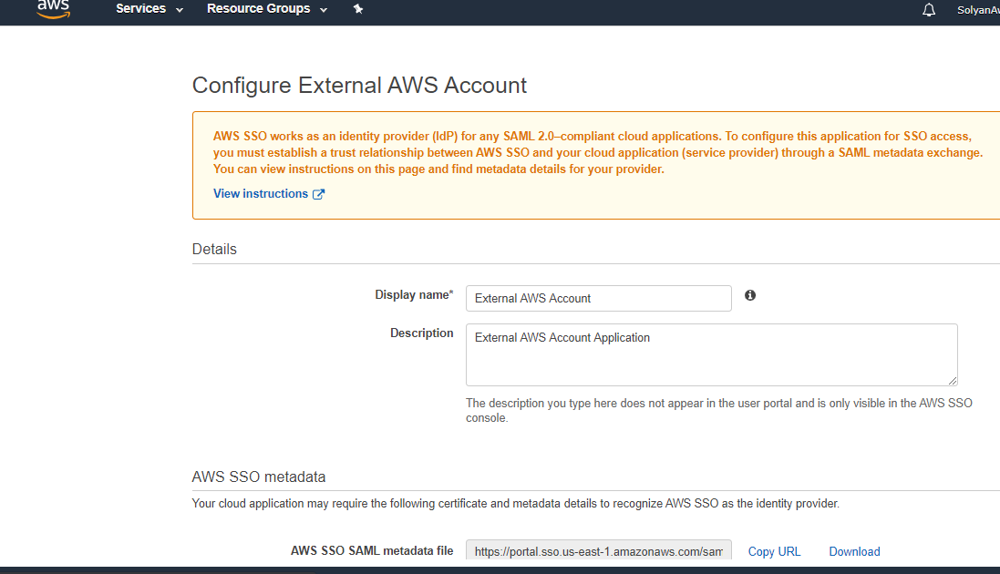 aws Services Resource Groups SolyanAw
Configure External AWS Account
AWS SSO works as an identity provider (IdP) for any SAML 2.0–compliant cloud applications. To configure this application for SSO access,
you must establish a trust relationship between AWS SSO and your cloud application (service provider) through a SAML metadata exchange.
You can view instructions on this page and find metadata details for your provider.
View instructions
Details
Display name* External AWS Account
Description External AWS Account Application
The description you type here does not appear in the user portal and is only visible in the AWS SSO
console.
AWS SSO metadata
Your cloud application may require the following certificate and metadata details to recognize AWS SSO as the identity provider.
AWS SSO SAML metadata file https://portal.sso.us-east-1.amazonaws.com/sam Copy URL Download